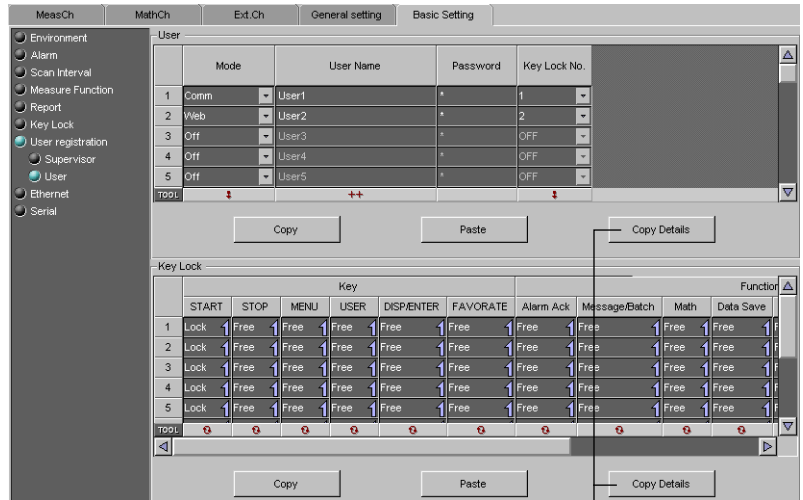 MeasCh MathCh Ext.Ch General setting Basic Setting
Environment
Alarm
Scan Interval
Measure Function
Report
Key Lock
User registration
Supervisor
User
Ethernet
Serial
User
Mode User Name Password Key Lock No.
1 Comm User1 * 1
2 Web User2 * 2
3 Off User3 * OFF
4 Off User4 * OFF
5 Off User5 * OFF
TOOL ++
Copy Paste Copy Details
Key Lock
Key Function
START STOP MENU USER DISP/ENTER FAVORATE Alarm Ack Message/Batch Math Data Save
1 Lock Free Free Free Free Free Free Free Free Free F
2 Lock Free Free Free Free Free Free Free Free Free F
3 Lock Free Free Free Free Free Free Free Free Free F
4 Lock Free Free Free Free Free Free Free Free Free F
5 Lock Free Free Free Free Free Free Free Free Free F
TOOL
Copy Paste Copy Details